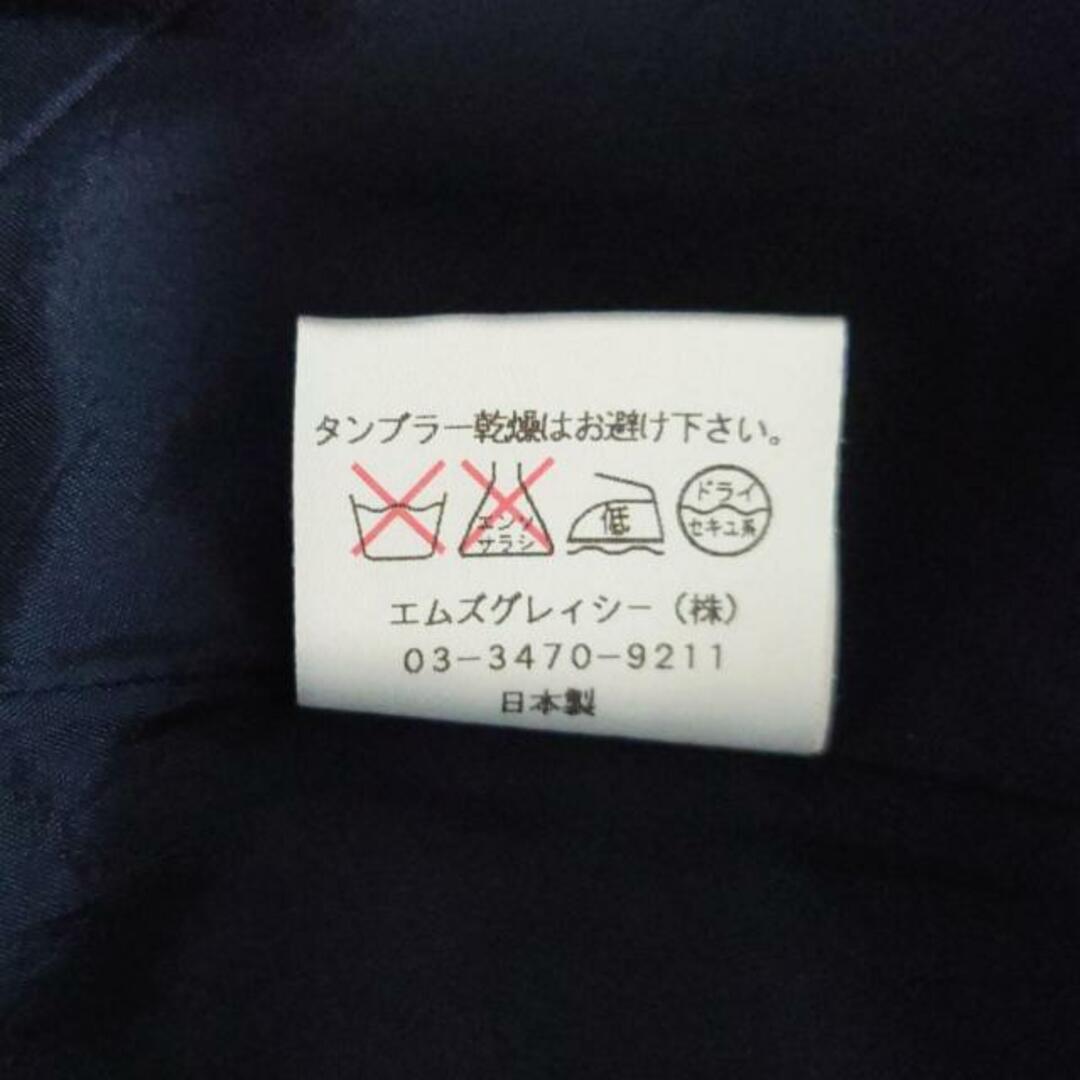 タンブラー乾燥はお避け下さい。
エンソ
サラシ
低
ドライ
セキユ系
エムズグレイシー（株）
03-3470-9211
日本製